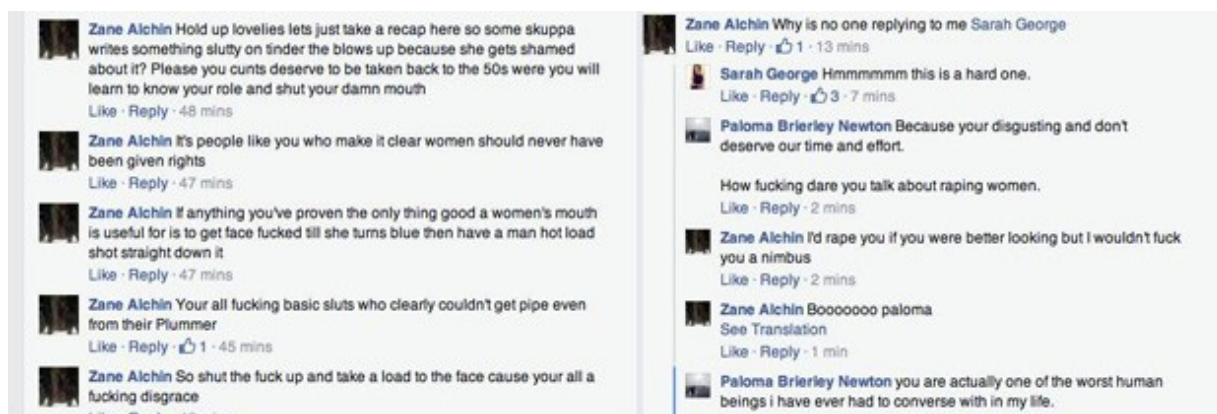 Zane Alchin Hold up lovelies lets just take a recap here so some skuppa
writes something slutty on tinder the blows up because she gets shamed
about it? Please you cunts deserve to be taken back to the 50s were you will
learn to know your role and shut your damn mouth
Like · Reply · 48 mins
Zane Alchin It's people like you who make it clear women should never have
been given rights
Like · Reply · 47 mins
Zane Alchin If anything you've proven the only thing good a women's mouth
is useful for is to get face fucked till she turns blue then have a man hot load
shot straight down it
Like · Reply · 47 mins
Zane Alchin Your all fucking basic sluts who clearly couldn't get pipe even
from their Plummer
Like · Reply · 1 · 45 mins
Zane Alchin So shut the fuck up and take a load to the face cause your all a
fucking disgrace
Zane Alchin Why is no one replying to me Sarah George
Like · Reply · 1 · 13 mins
Sarah George Hmmmmmm this is a hard one.
Like · Reply · 3 · 7 mins
Paloma Brierley Newton Because your disgusting and don't
deserve our time and effort.
How fucking dare you talk about raping women.
Like · Reply · 2 mins
Zane Alchin I'd rape you if you were better looking but I wouldn't fuck
you a nimbus
Like · Reply · 2 mins
Zane Alchin Booooooo paloma
See Translation
Like · Reply · 1 min
Paloma Brierley Newton you are actually one of the worst human
beings i have ever had to converse with in my life.